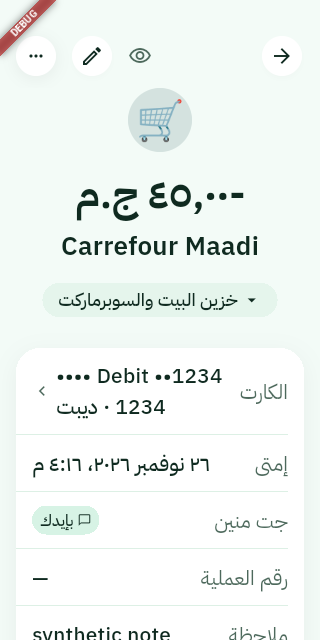 DEBUG
-٤٥,٠٠ ج.م
Carrefour Maadi
خزين البيت والسوبرماركت
الكارت
•••• Debit ••1234
ديبت · 1234
إمتى
٢٦ نوفمبر ٢٠٢٦، ٤:١٦ م
جت منين
بإيدك
رقم العملية
—
ملاحظة
synthetic note